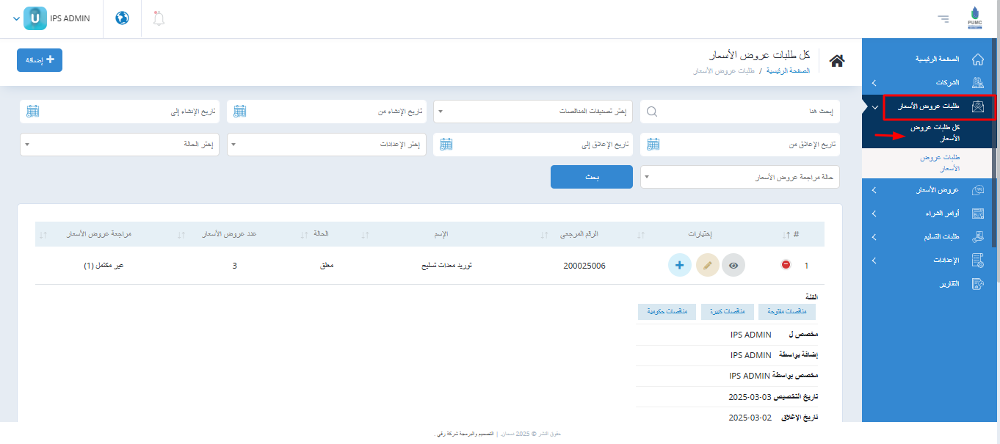 IPS ADMIN
PUMC
كل طلبات عروض الأسعار
الصفحة الرئيسية / طلبات عروض الأسعار
إضافة
الصفحة الرئيسية
الشركات
طلبات عروض الأسعار
كل طلبات عروض
الأسعار
طلبات عروض
الأسعار
عروض الأسعار
أوامر الشراء
طلبات التسليم
الإعدادات
التقارير
إبحث هنا
إختر تصنيفات المناقصات
تاريخ الإنشاء من
تاريخ الإنشاء إلى
تاريخ الإغلاق من
تاريخ الإغلاق إلى
إختر الإعدادات
إختر الحالة
حالة مراجعة عروض الأسعار
بحث
# إختيارات الرقم المرجعي الإسم الحالة عدد عروض الأسعار مراجعة عروض الأسعار
1 200025006 توريد معدات تسليح معلق 3 غير مكتمل (1)
الفئة
مناقصات مفتوحة مناقصات كبيرة مناقصات حكومية
مخصص ل IPS ADMIN
إضافة بواسطة IPS ADMIN
مخصص بواسطة IPS ADMIN
تاريخ التخصيص 2025-03-03
تاريخ الإغلاق 2025-03-02
حقوق النشر © 2025 نسمان. | التصميم والبرمجة شركة رقي .